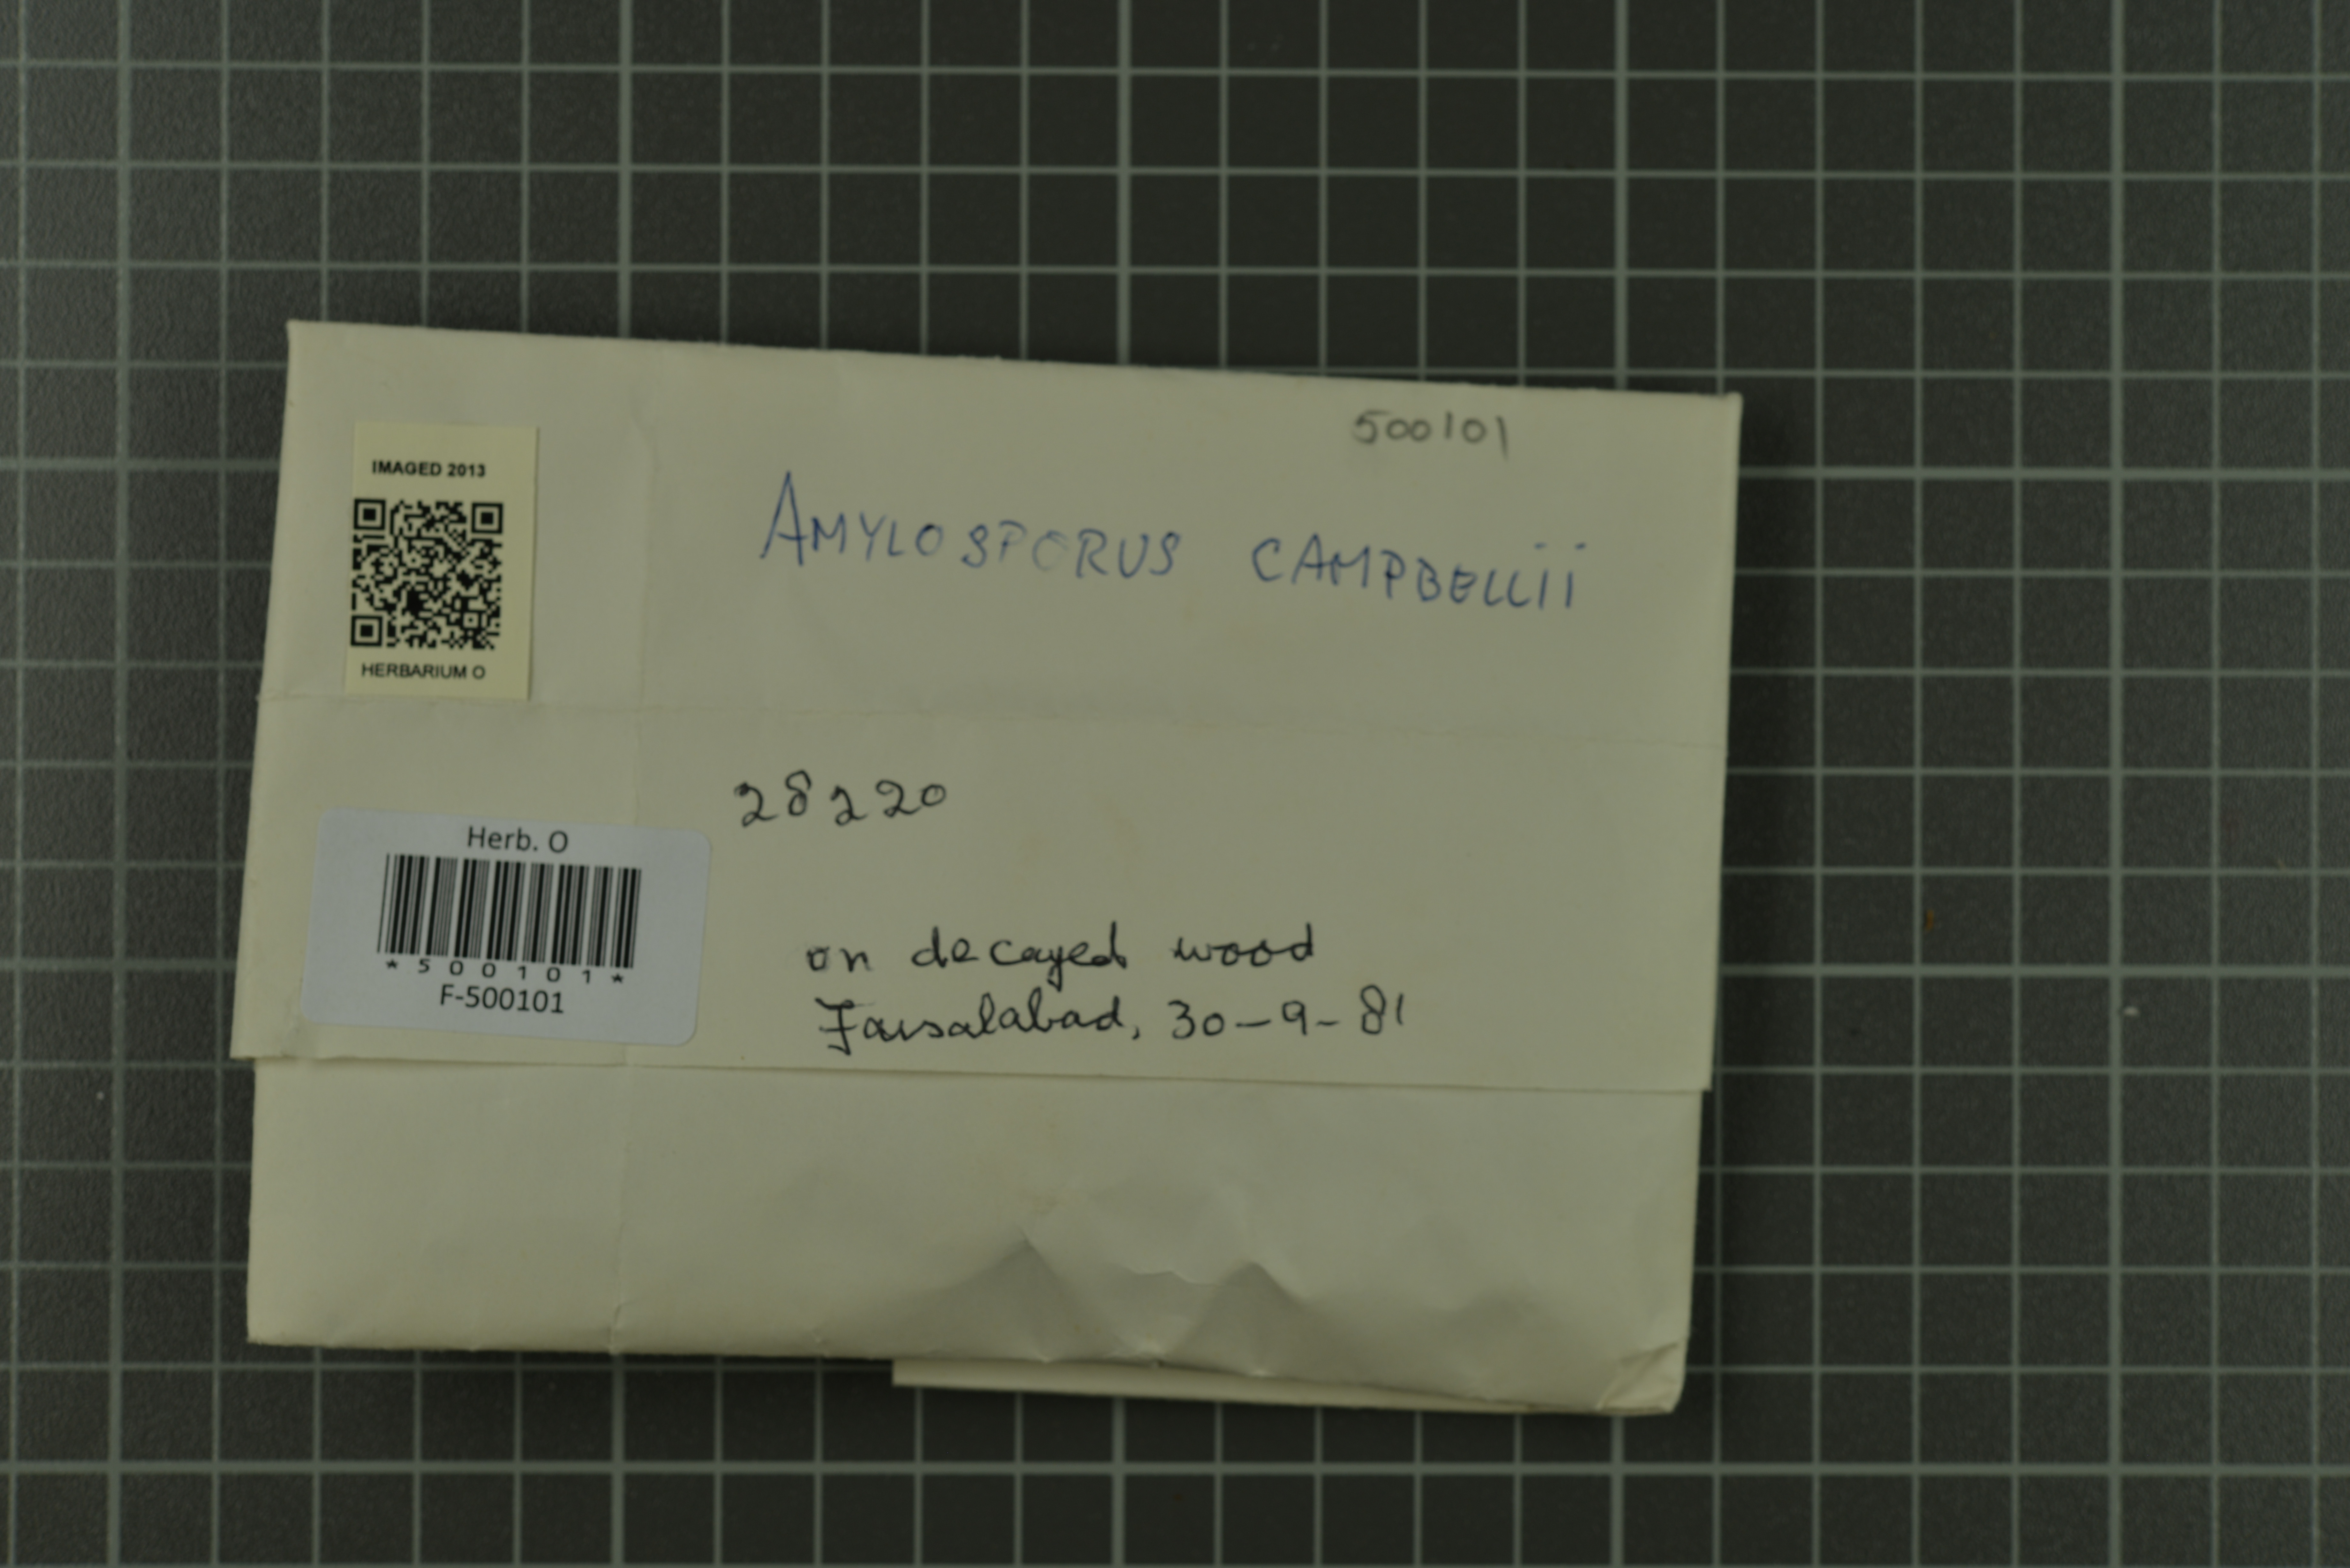 500101
IMAGED 2013
AMYLOSPORUS CAMPBELLII
HERBARIUM O
28220
Herb. O
*500101*
F-500101
on decayed wood
Faisalabad, 30-9-81